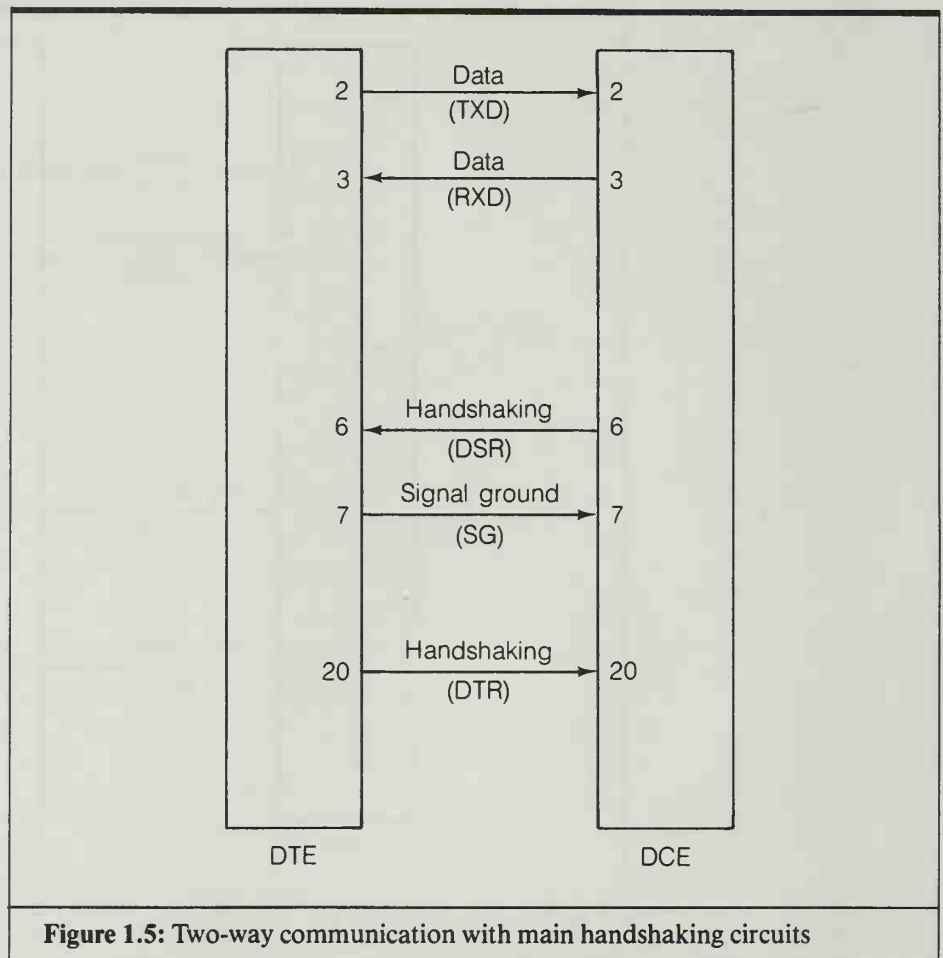 2 Data 2
(TXD)
3 Data 3
(RXD)
6 Handshaking 6
(DSR)
7 Signal ground 7
(SG)
20 Handshaking 20
(DTR)
DTE DCE
Figure 1.5: Two-way communication with main handshaking circuits